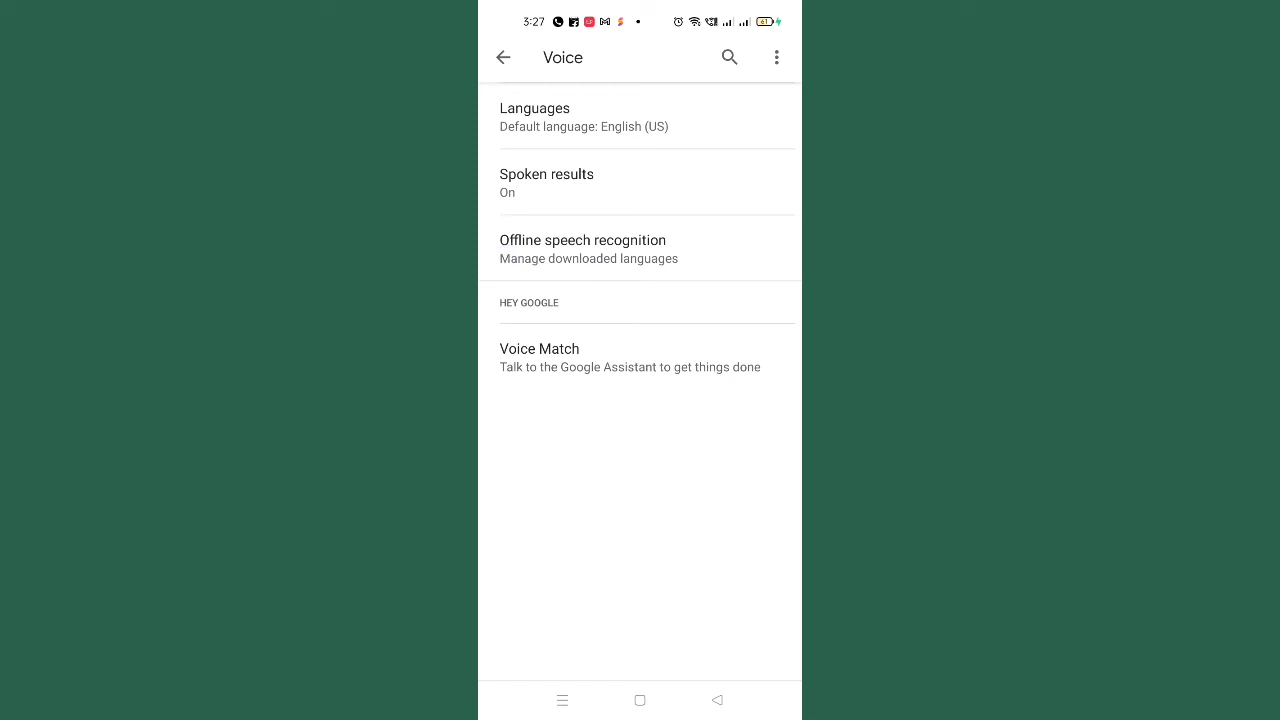 3:27
61
Voice
Languages
Default language: English (US)
Spoken results
On
Offline speech recognition
Manage downloaded languages
HEY GOOGLE
Voice Match
Talk to the Google Assistant to get things done